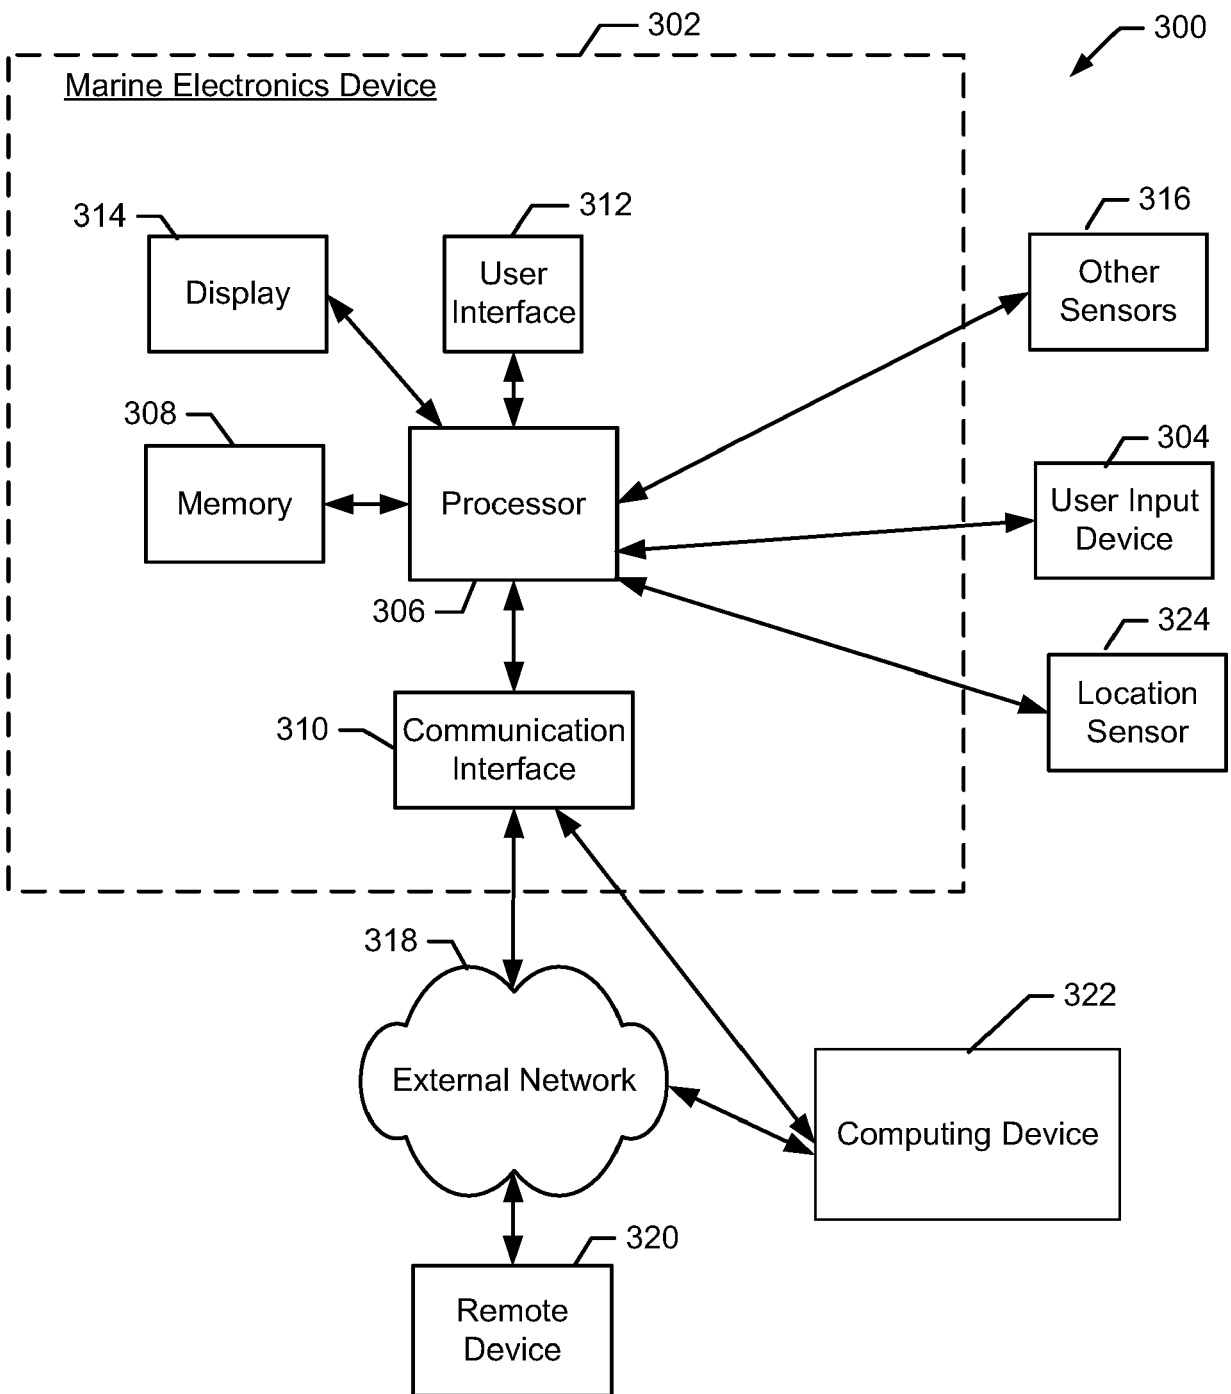 302
300
Marine Electronics Device
314
312
316
Display
User
Interface
Other
Sensors
308
304
Memory
Processor
User Input
Device
306
324
310
Communication
Interface
Location
Sensor
318
322
External Network
Computing Device
320
Remote
Device